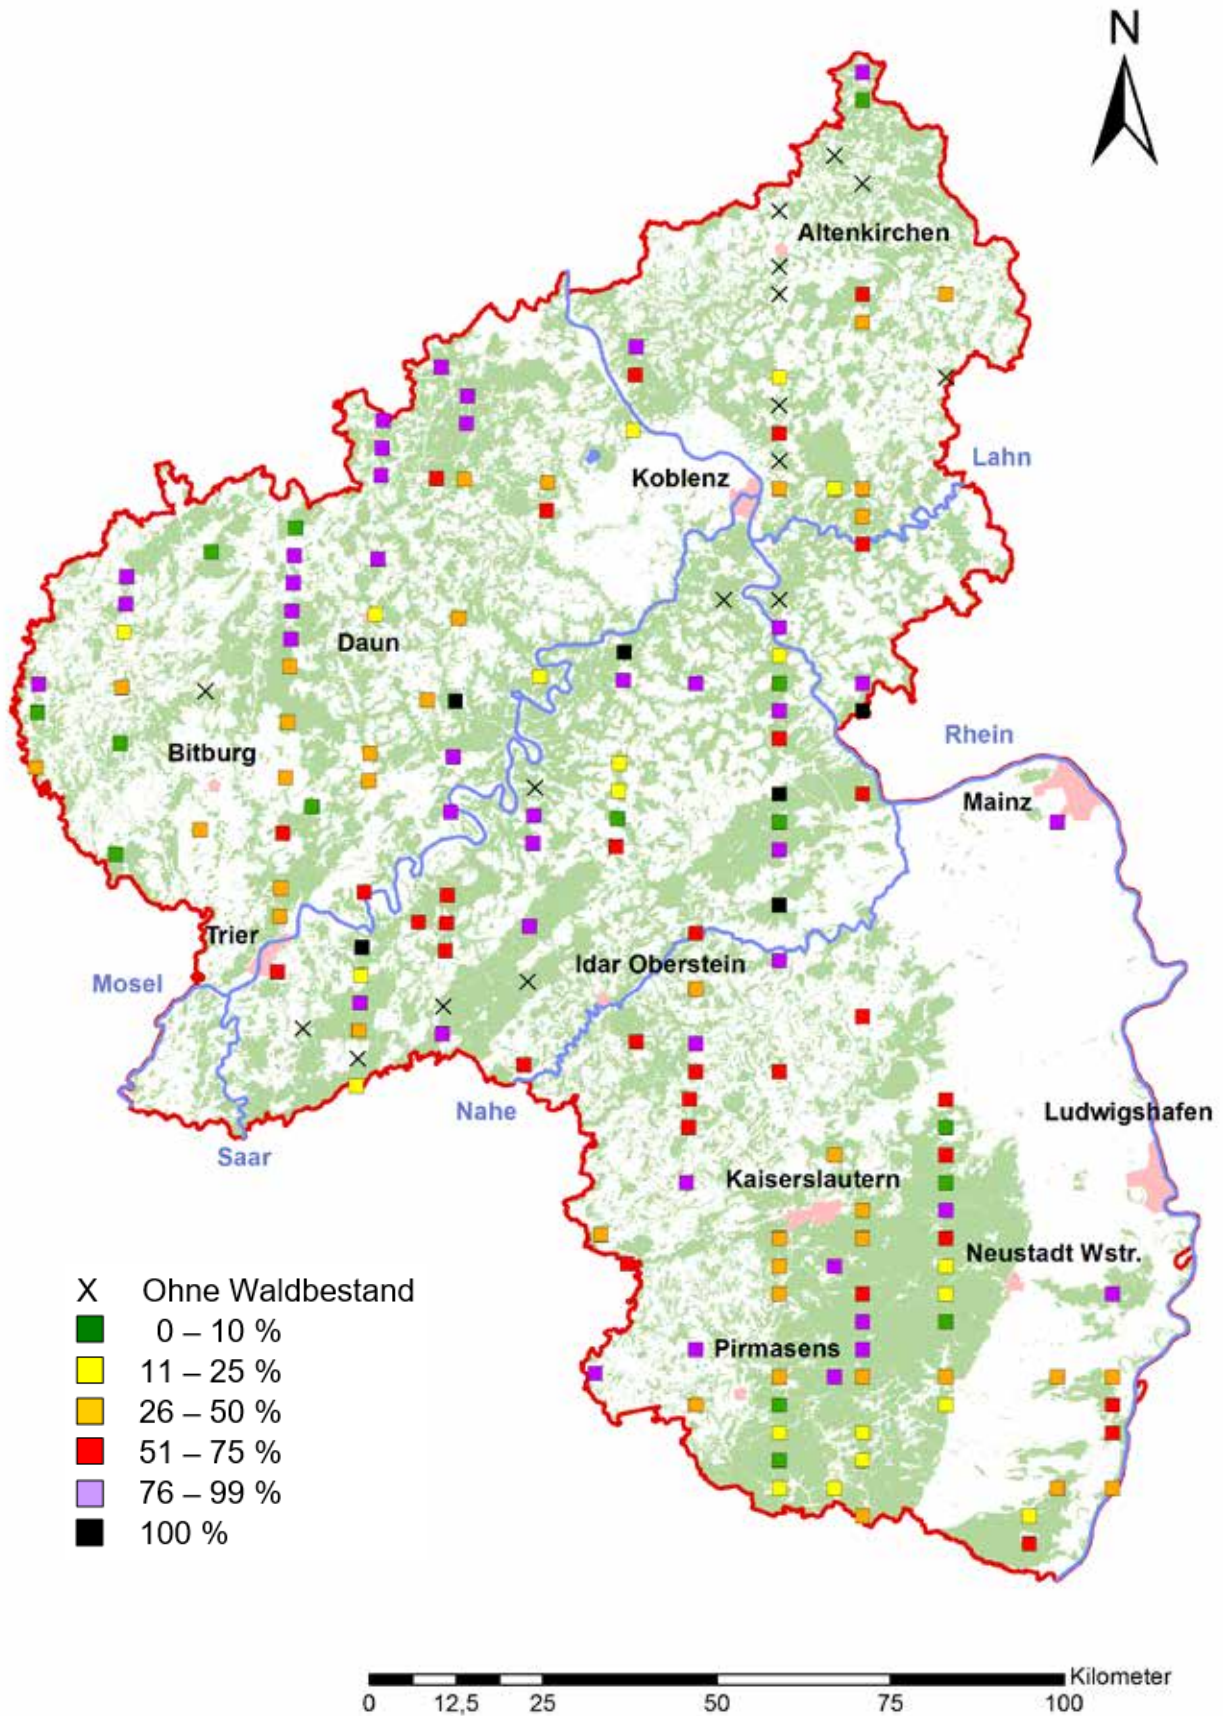 N
Altenkirchen
Lahn
Koblenz
Daun
Rhein
Bitburg
Mainz
Trier
Idar Oberstein
Mosel
Nahe
Ludwigshafen
Saar
Kaiserslautern
Neustadt Wstr.
Pirmasens
X Ohne Waldbestand
0 – 10 %
11 – 25 %
26 – 50 %
51 – 75 %
76 – 99 %
100 %
Kilometer
0 12,5 25 50 75 100